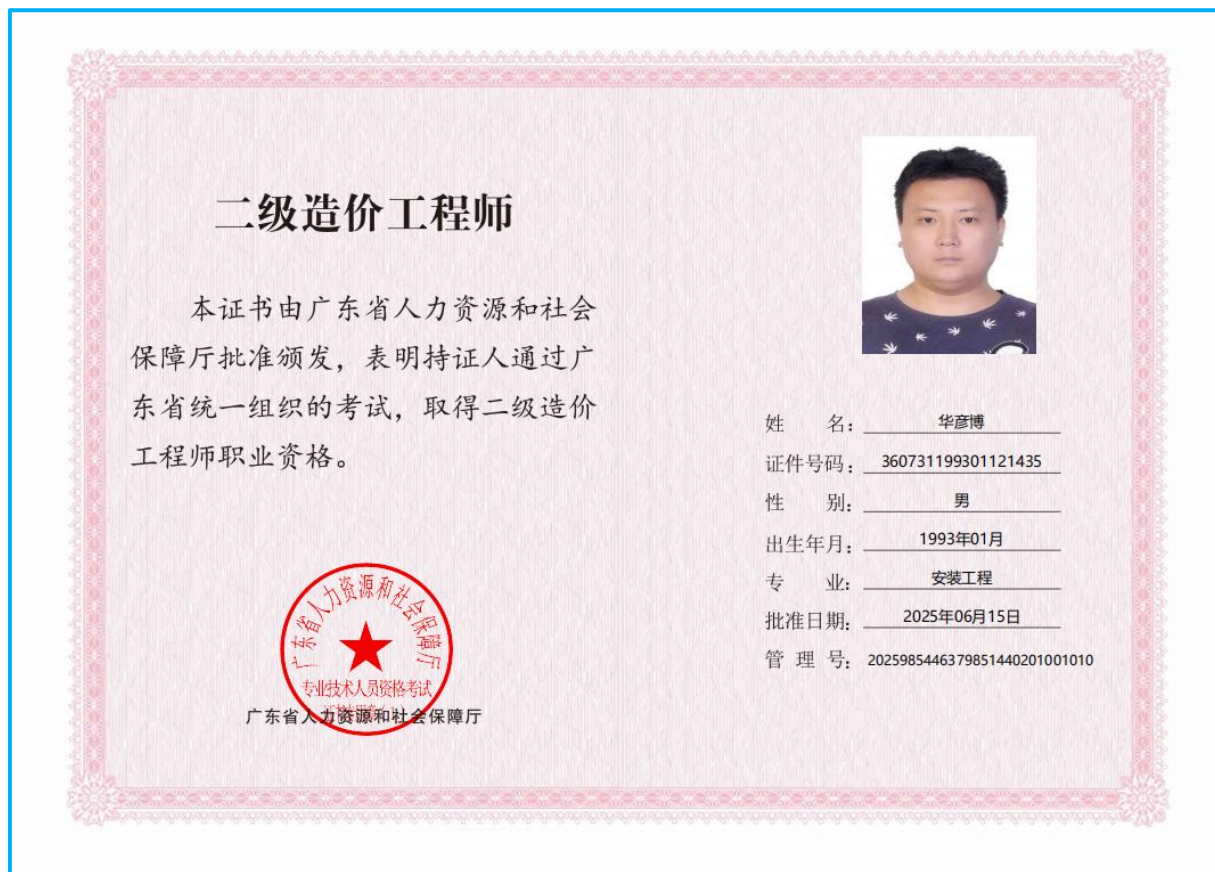 二级造价工程师
本证书由广东省人力资源和社会
保障厅批准颁发，表明持证人通过广
东省统一组织的考试，取得二级造价
工程师职业资格。
广东省人力资源和社会保障厅
专业技术人员资格考试
广东省人力资源和社会保障厅
姓 名：华彦博
证件号码：360731199301121435
性 别：男
出生年月：1993年01月
专 业：安装工程
批准日期：2025年06月15日
管 理 号：2025985446379851440201001010